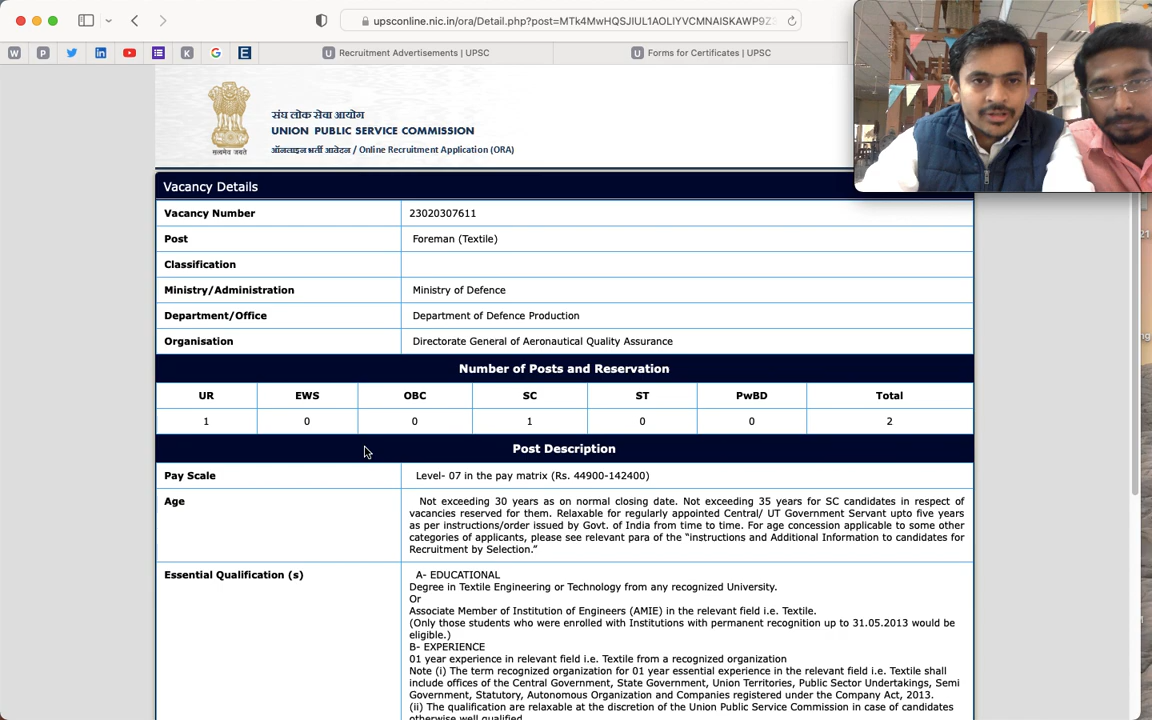 upsconline.nic.in/ora/Detail.php?post=MTk4MwHQSJIUL1AOLIYVCMNAISKAWP9Z3
W P K G E U Recruitment Advertisements | UPSC U Forms for Certificates | UPSC
सत्यमेव जयते
संघ लोक सेवा आयोग
UNION PUBLIC SERVICE COMMISSION
ऑनलाइन भर्ती आवेदन / Online Recruitment Application (ORA)
Vacancy Details
Vacancy Number 23020307611
Post Foreman (Textile)
Classification
Ministry/Administration Ministry of Defence
Department/Office Department of Defence Production
Organisation Directorate General of Aeronautical Quality Assurance
Number of Posts and Reservation
UR EWS OBC SC ST PwBD Total
1 0 0 1 0 0 2
Post Description
Pay Scale Level- 07 in the pay matrix (Rs. 44900-142400)
Age Not exceeding 30 years as on normal closing date. Not exceeding 35 years for SC candidates in respect of
vacancies reserved for them. Relaxable for regularly appointed Central/ UT Government Servant upto five years
as per instructions/order issued by Govt. of India from time to time. For age concession applicable to some other
categories of applicants, please see relevant para of the “instructions and Additional Information to candidates for
Recruitment by Selection.”
Essential Qualification (s) A- EDUCATIONAL
Degree in Textile Engineering or Technology from any recognized University.
Or
Associate Member of Institution of Engineers (AMIE) in the relevant field i.e. Textile.
(Only those students who were enrolled with Institutions with permanent recognition up to 31.05.2013 would be
eligible.)
B- EXPERIENCE
01 year experience in relevant field i.e. Textile from a recognized organization
Note (i) The term recognized organization for 01 year essential experience in the relevant field i.e. Textile shall
include offices of the Central Government, State Government, Union Territories, Public Sector Undertakings, Semi
Government, Statutory, Autonomous Organization and Companies registered under the Company Act, 2013.
(ii) The qualification are relaxable at the discretion of the Union Public Service Commission in case of candidates
otherwise well qualified